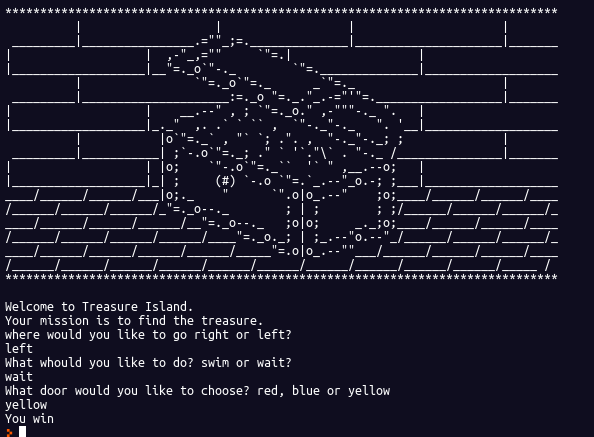 Welcome to Treasure Island.
Your mission is to find the treasure.
where would you like to go right or left?
left
What whould you like to do? swim or wait?
wait
What door would you like to choose? red, blue or yellow
yellow
You win